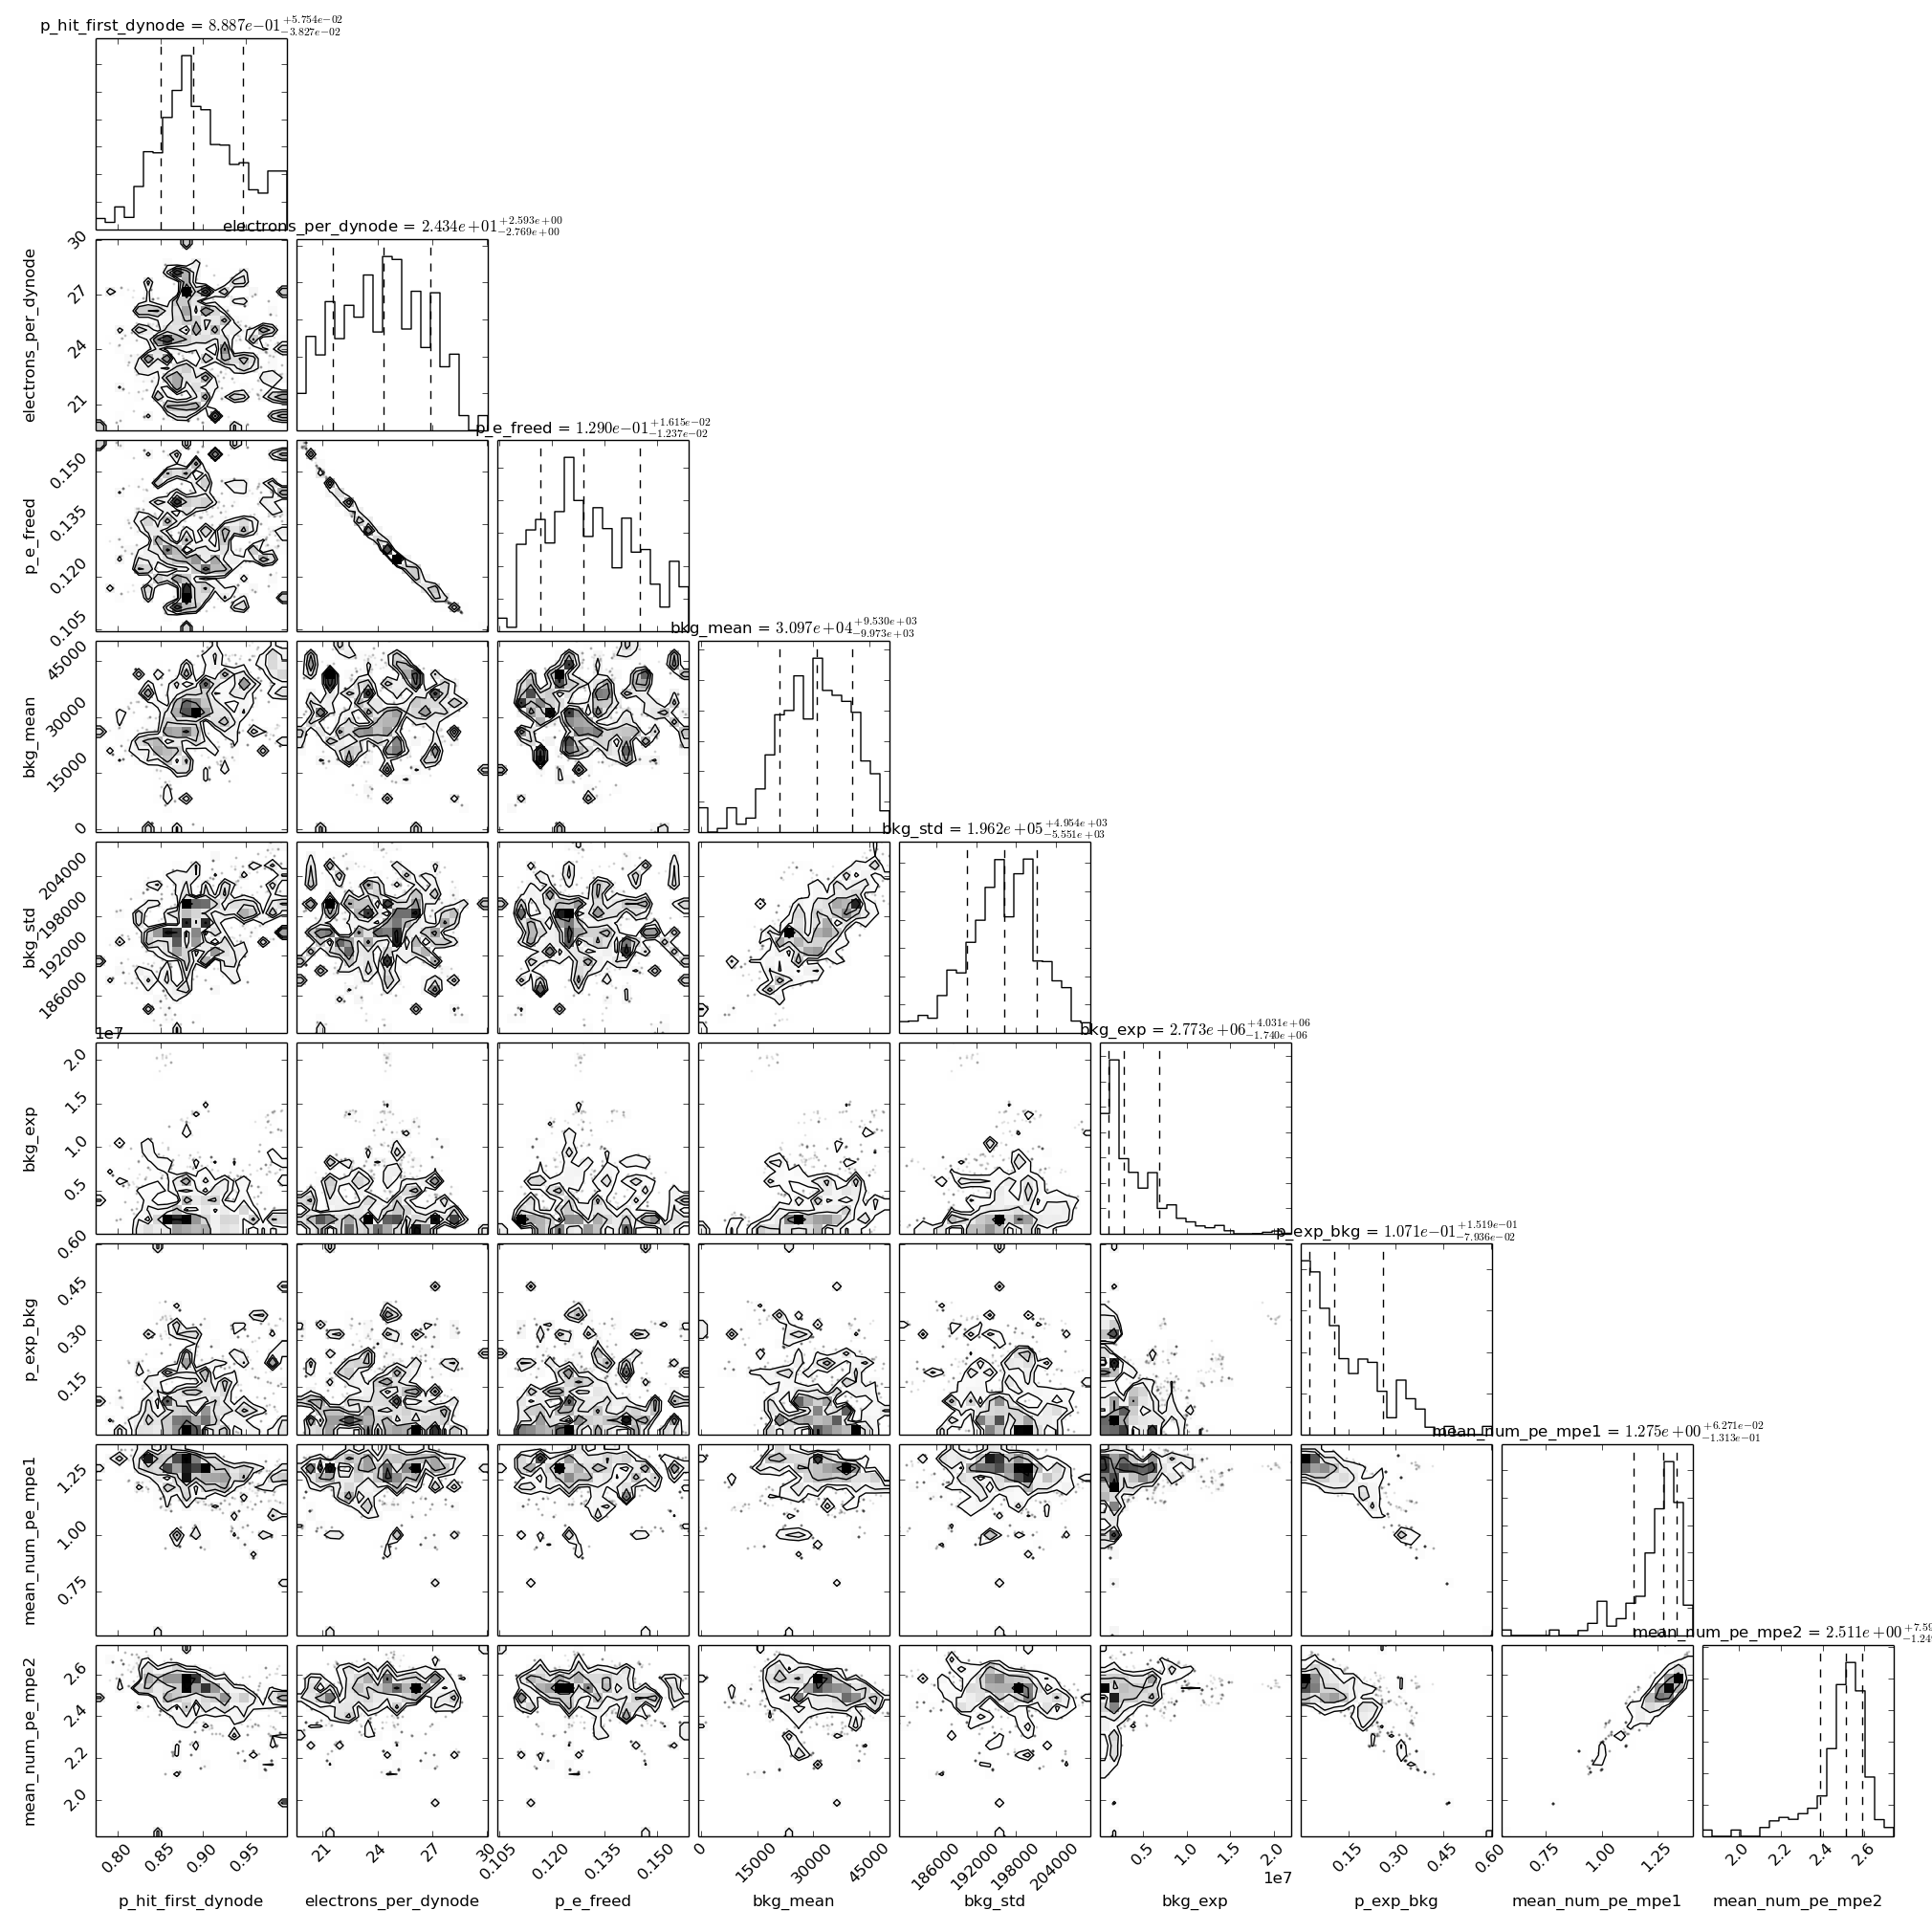 p_hit_first_dynode = 8.887e−01 +5.754e−02 −3.827e−02
electrons_per_dynode = 2.434e+01 +2.593e+00 −2.769e+00
30
27
24
21
electrons_per_dynode
p_e_freed = 1.290e−01 +1.615e−02 −1.237e−02
0.150
0.135
0.120
0.105
p_e_freed
bkg_mean = 3.097e+04 +9.530e+03 −9.973e+03
45000
30000
15000
0
bkg_mean
bkg_std = 1.962e+05 +4.954e+03 −5.551e+03
204000
198000
192000
186000
bkg_std
bkg_exp = 2.773e+06 +4.031e+06 −1.740e+06
1e7
2.0
1.5
1.0
0.5
bkg_exp
p_exp_bkg = 1.071e−01 +1.519e−01 −7.936e−02
0.60
0.45
0.30
0.15
p_exp_bkg
mean_num_pe_mpe1 = 1.275e+00 +6.271e−02 −1.313e−01
1.25
1.00
0.75
mean_num_pe_mpe1
mean_num_pe_mpe2 = 2.511e+00 +7.59 −1.24
2.6
2.4
2.2
2.0
mean_num_pe_mpe2
0.80 0.85 0.90 0.95
21 24 27 30
0.105 0.120 0.135 0.150
0 15000 30000 45000
186000 192000 198000 204000
0.5 1.0 1.5 2.0
1e7
0.15 0.30 0.45 0.60
0.75 1.00 1.25
2.0 2.2 2.4 2.6
p_hit_first_dynode electrons_per_dynode p_e_freed bkg_mean bkg_std bkg_exp p_exp_bkg mean_num_pe_mpe1 mean_num_pe_mpe2